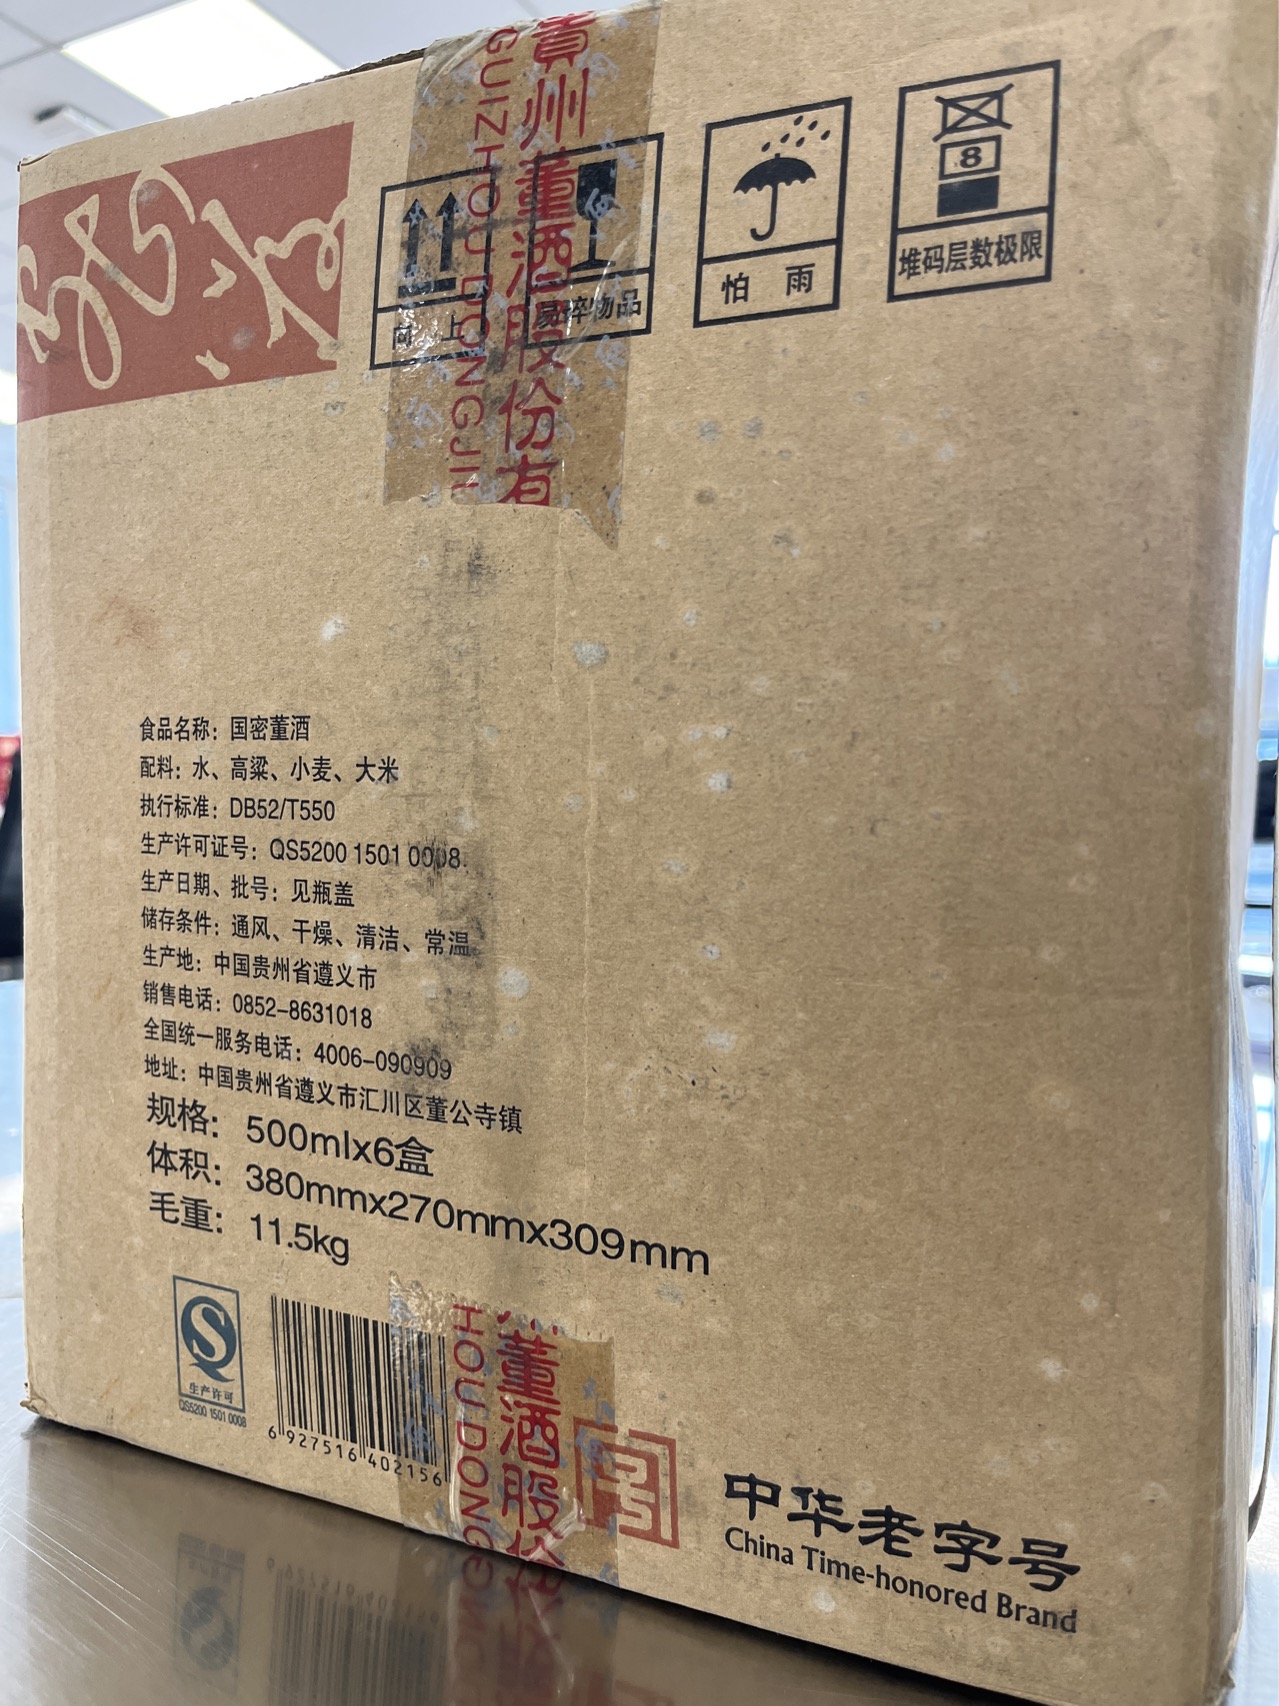 贵州董酒股份有
GUIZHOU DONGJIU
向 上
易碎物品
怕 雨
8
堆码层数极限
食品名称：国密董酒
配料：水、高粱、小麦、大米
执行标准：DB52/T550
生产许可证号：QS5200 1501 0008
生产日期、批号：见瓶盖
储存条件：通风、干燥、清洁、常温
生产地：中国贵州省遵义市
销售电话：0852-8631018
全国统一服务电话：4006-090909
地址：中国贵州省遵义市汇川区董公寺镇
规格：500mlx6盒
体积：380mmx270mmx309mm
毛重：11.5kg
生产许可
QS5200 1501 0008
6 927516 402156
董酒股份
HOU DONG
中华老字号
China Time-honored Brand